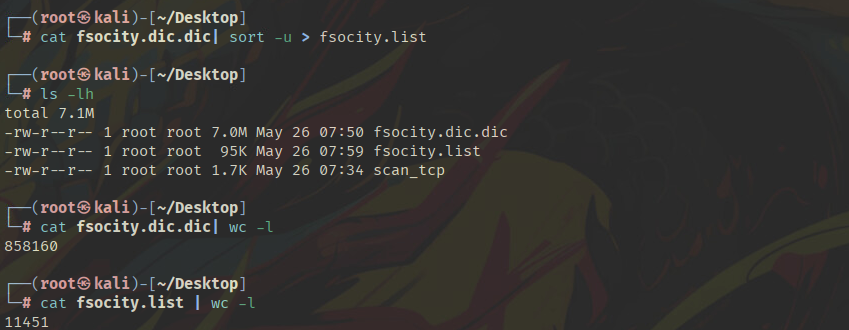 ┌──(root㉿kali)-[~/Desktop]
└─# cat fsocity.dic.dic| sort -u > fsocity.list
┌──(root㉿kali)-[~/Desktop]
└─# ls -lh
total 7.1M
-rw-r--r-- 1 root root 7.0M May 26 07:50 fsocity.dic.dic
-rw-r--r-- 1 root root  95K May 26 07:59 fsocity.list
-rw-r--r-- 1 root root 1.7K May 26 07:34 scan_tcp
┌──(root㉿kali)-[~/Desktop]
└─# cat fsocity.dic.dic| wc -l
858160
┌──(root㉿kali)-[~/Desktop]
└─# cat fsocity.list | wc -l
11451